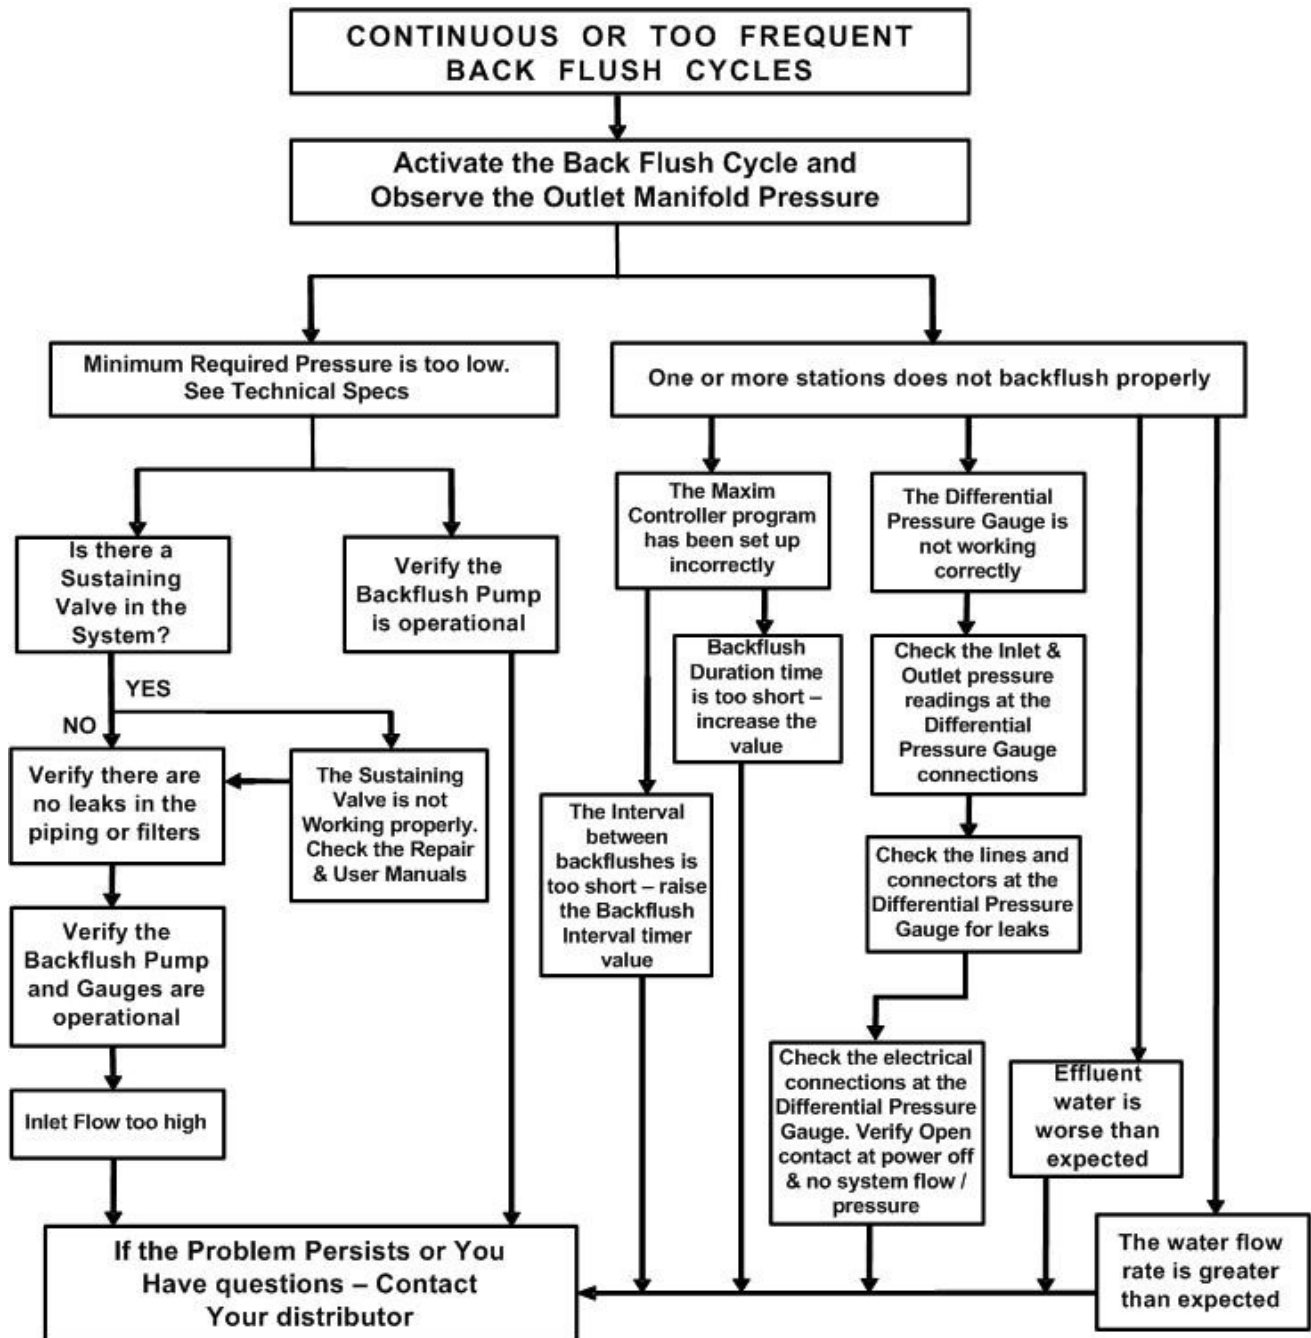 CONTINUOUS OR TOO FREQUENT
BACK FLUSH CYCLES
Activate the Back Flush Cycle and
Observe the Outlet Manifold Pressure
Minimum Required Pressure is too low.
See Technical Specs
One or more stations does not backflush properly
Is there a
Sustaining
Valve in the
System?
Verify the
Backflush Pump
is operational
The Maxim
Controller program
has been set up
incorrectly
The Differential
Pressure Gauge is
not working
correctly
YES
NO
Backflush
Duration time
is too short –
increase the
value
Check the Inlet &
Outlet pressure
readings at the
Differential
Pressure Gauge
connections
Verify there are
no leaks in the
piping or filters
The Sustaining
Valve is not
Working properly.
Check the Repair
& User Manuals
The Interval
between
backflushes is
too short – raise
the Backflush
Interval timer
value
Check the lines and
connectors at the
Differential Pressure
Gauge for leaks
Verify the
Backflush Pump
and Gauges are
operational
Check the electrical
connections at the
Differential Pressure
Gauge. Verify Open
contact at power off
& no system flow /
pressure
Effluent
water is
worse than
expected
Inlet Flow too high
If the Problem Persists or You
Have questions – Contact
Your distributor
The water flow
rate is greater
than expected